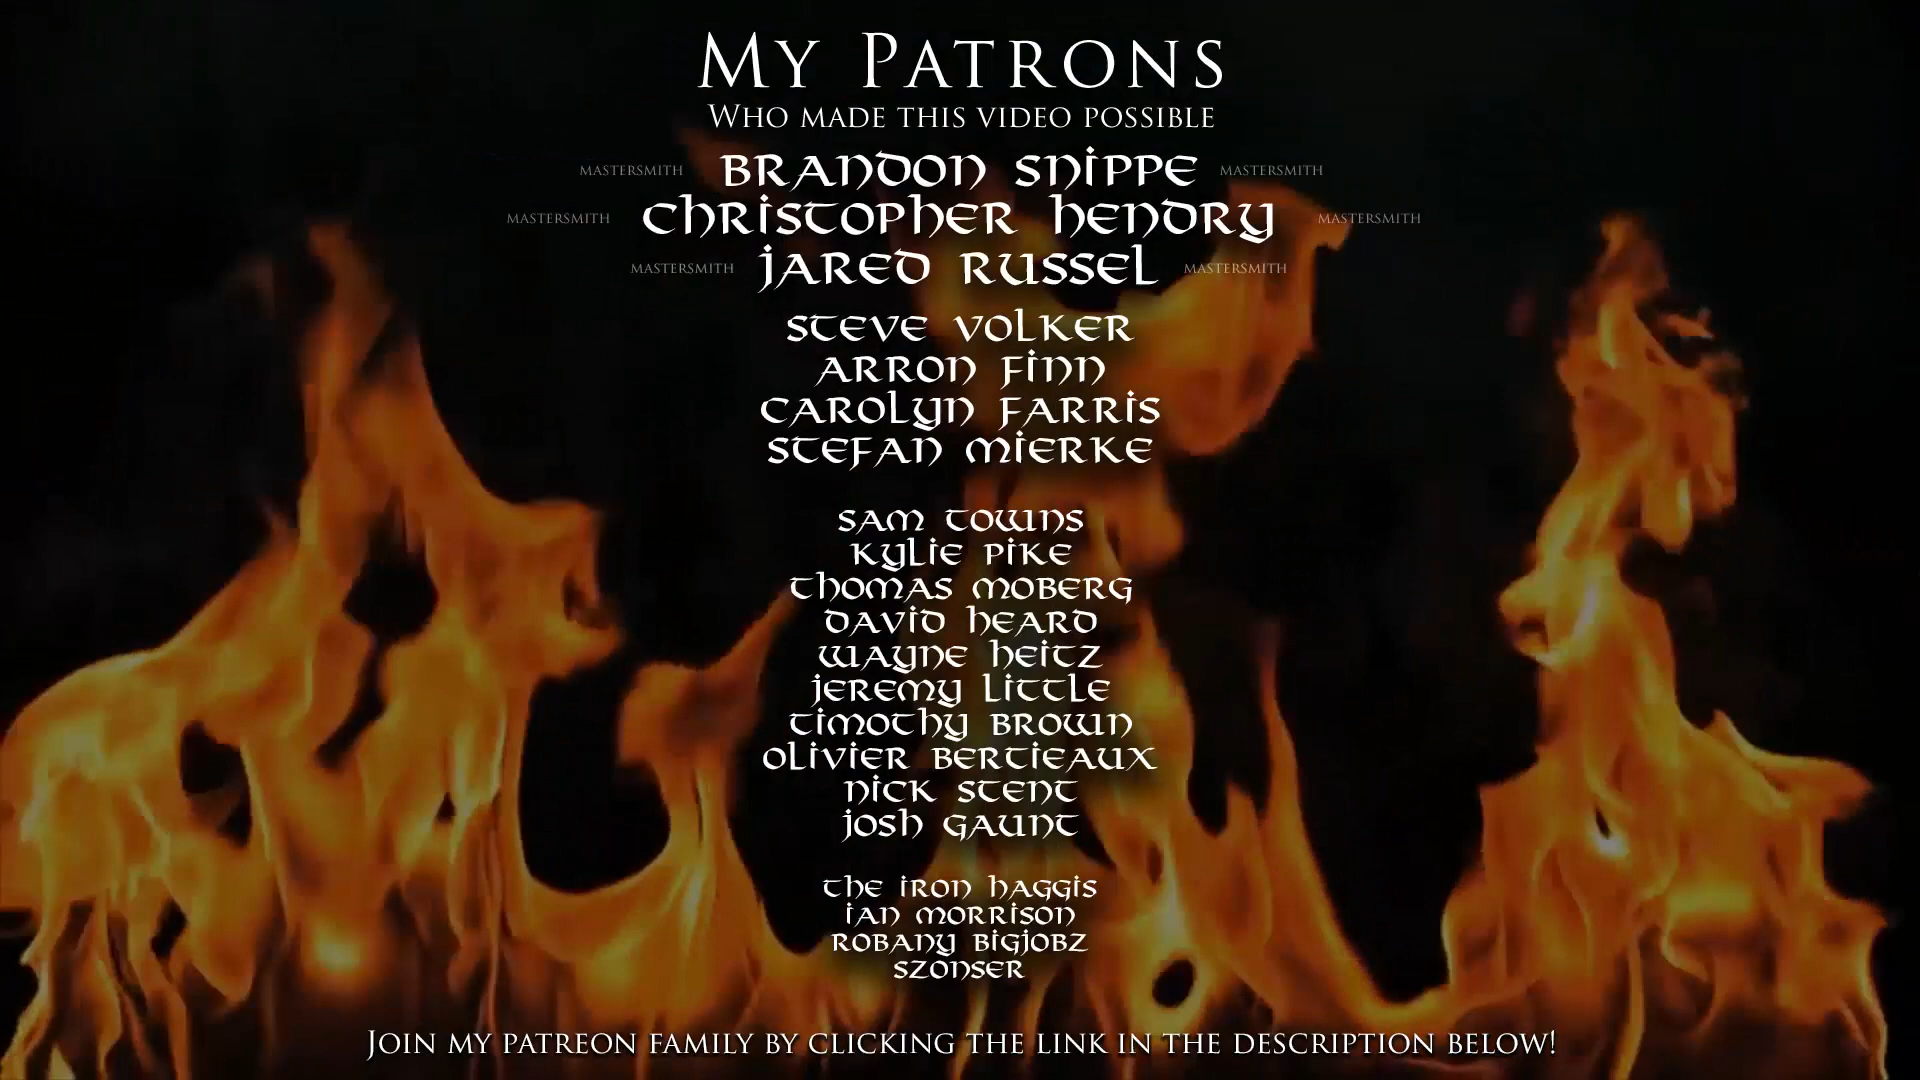 My Patrons
Who made this video possible
Mastersmith Brandon Snippe Mastersmith
Mastersmith Christopher Hendry Mastersmith
Mastersmith Jared Russel Mastersmith
Steve Volker
Arron Finn
Carolyn Farris
Stefan Mierke
Sam Towns
Kylie Pike
Thomas Moberg
David Heard
Wayne Heitz
Jeremy Little
Timothy Brown
Olivier Bertieaux
Nick Stent
Josh Gaunt
The Iron Haggis
Ian Morrison
Robany Bigjobz
Szonser
Join my patreon family by clicking the link in the description below!